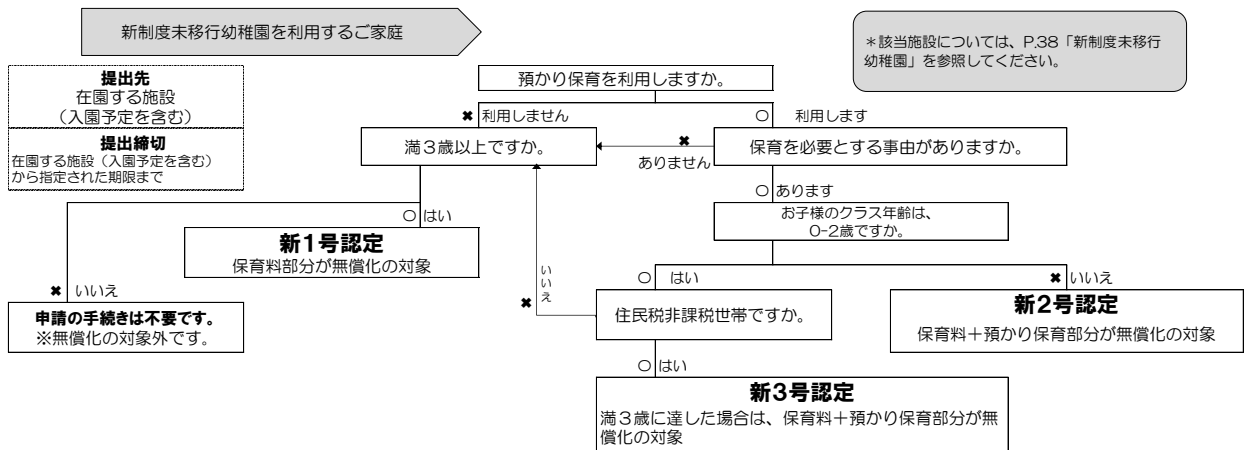 新制度未移行幼稚園を利用するご家庭
＊該当施設については、P.38「新制度未移行
幼稚園」を参照してください。
提出先
在園する施設
（入園予定を含む）
提出締切
在園する施設（入園予定を含む）
から指定された期限まで
預かり保育を利用しますか。
✖ 利用しません
〇 利用します
満３歳以上ですか。
✖
ありません
保育を必要とする事由がありますか。
〇 あります
お子様のクラス年齢は、
0-2歳ですか。
〇 はい
新1号認定
保育料部分が無償化の対象
✖ いいえ
申請の手続きは不要です。
※無償化の対象外です。
いいえ
✖
〇 はい
住民税非課税世帯ですか。
✖ いいえ
新2号認定
保育料＋預かり保育部分が無償化の対象
〇 はい
新3号認定
満３歳に達した場合は、保育料＋預かり保育部分が無
償化の対象